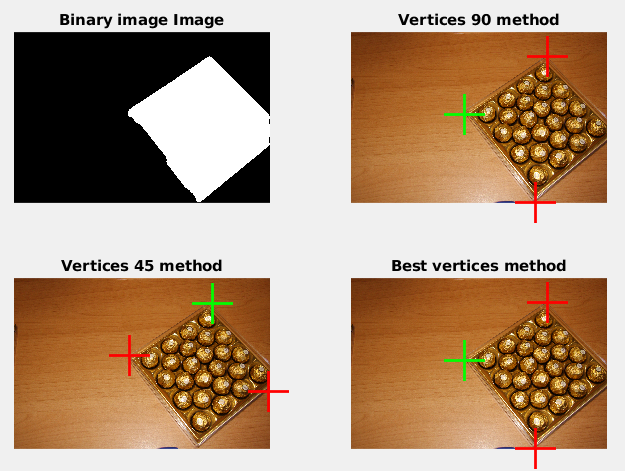 Binary image Image
Vertices 90 method
Vertices 45 method
Best vertices method